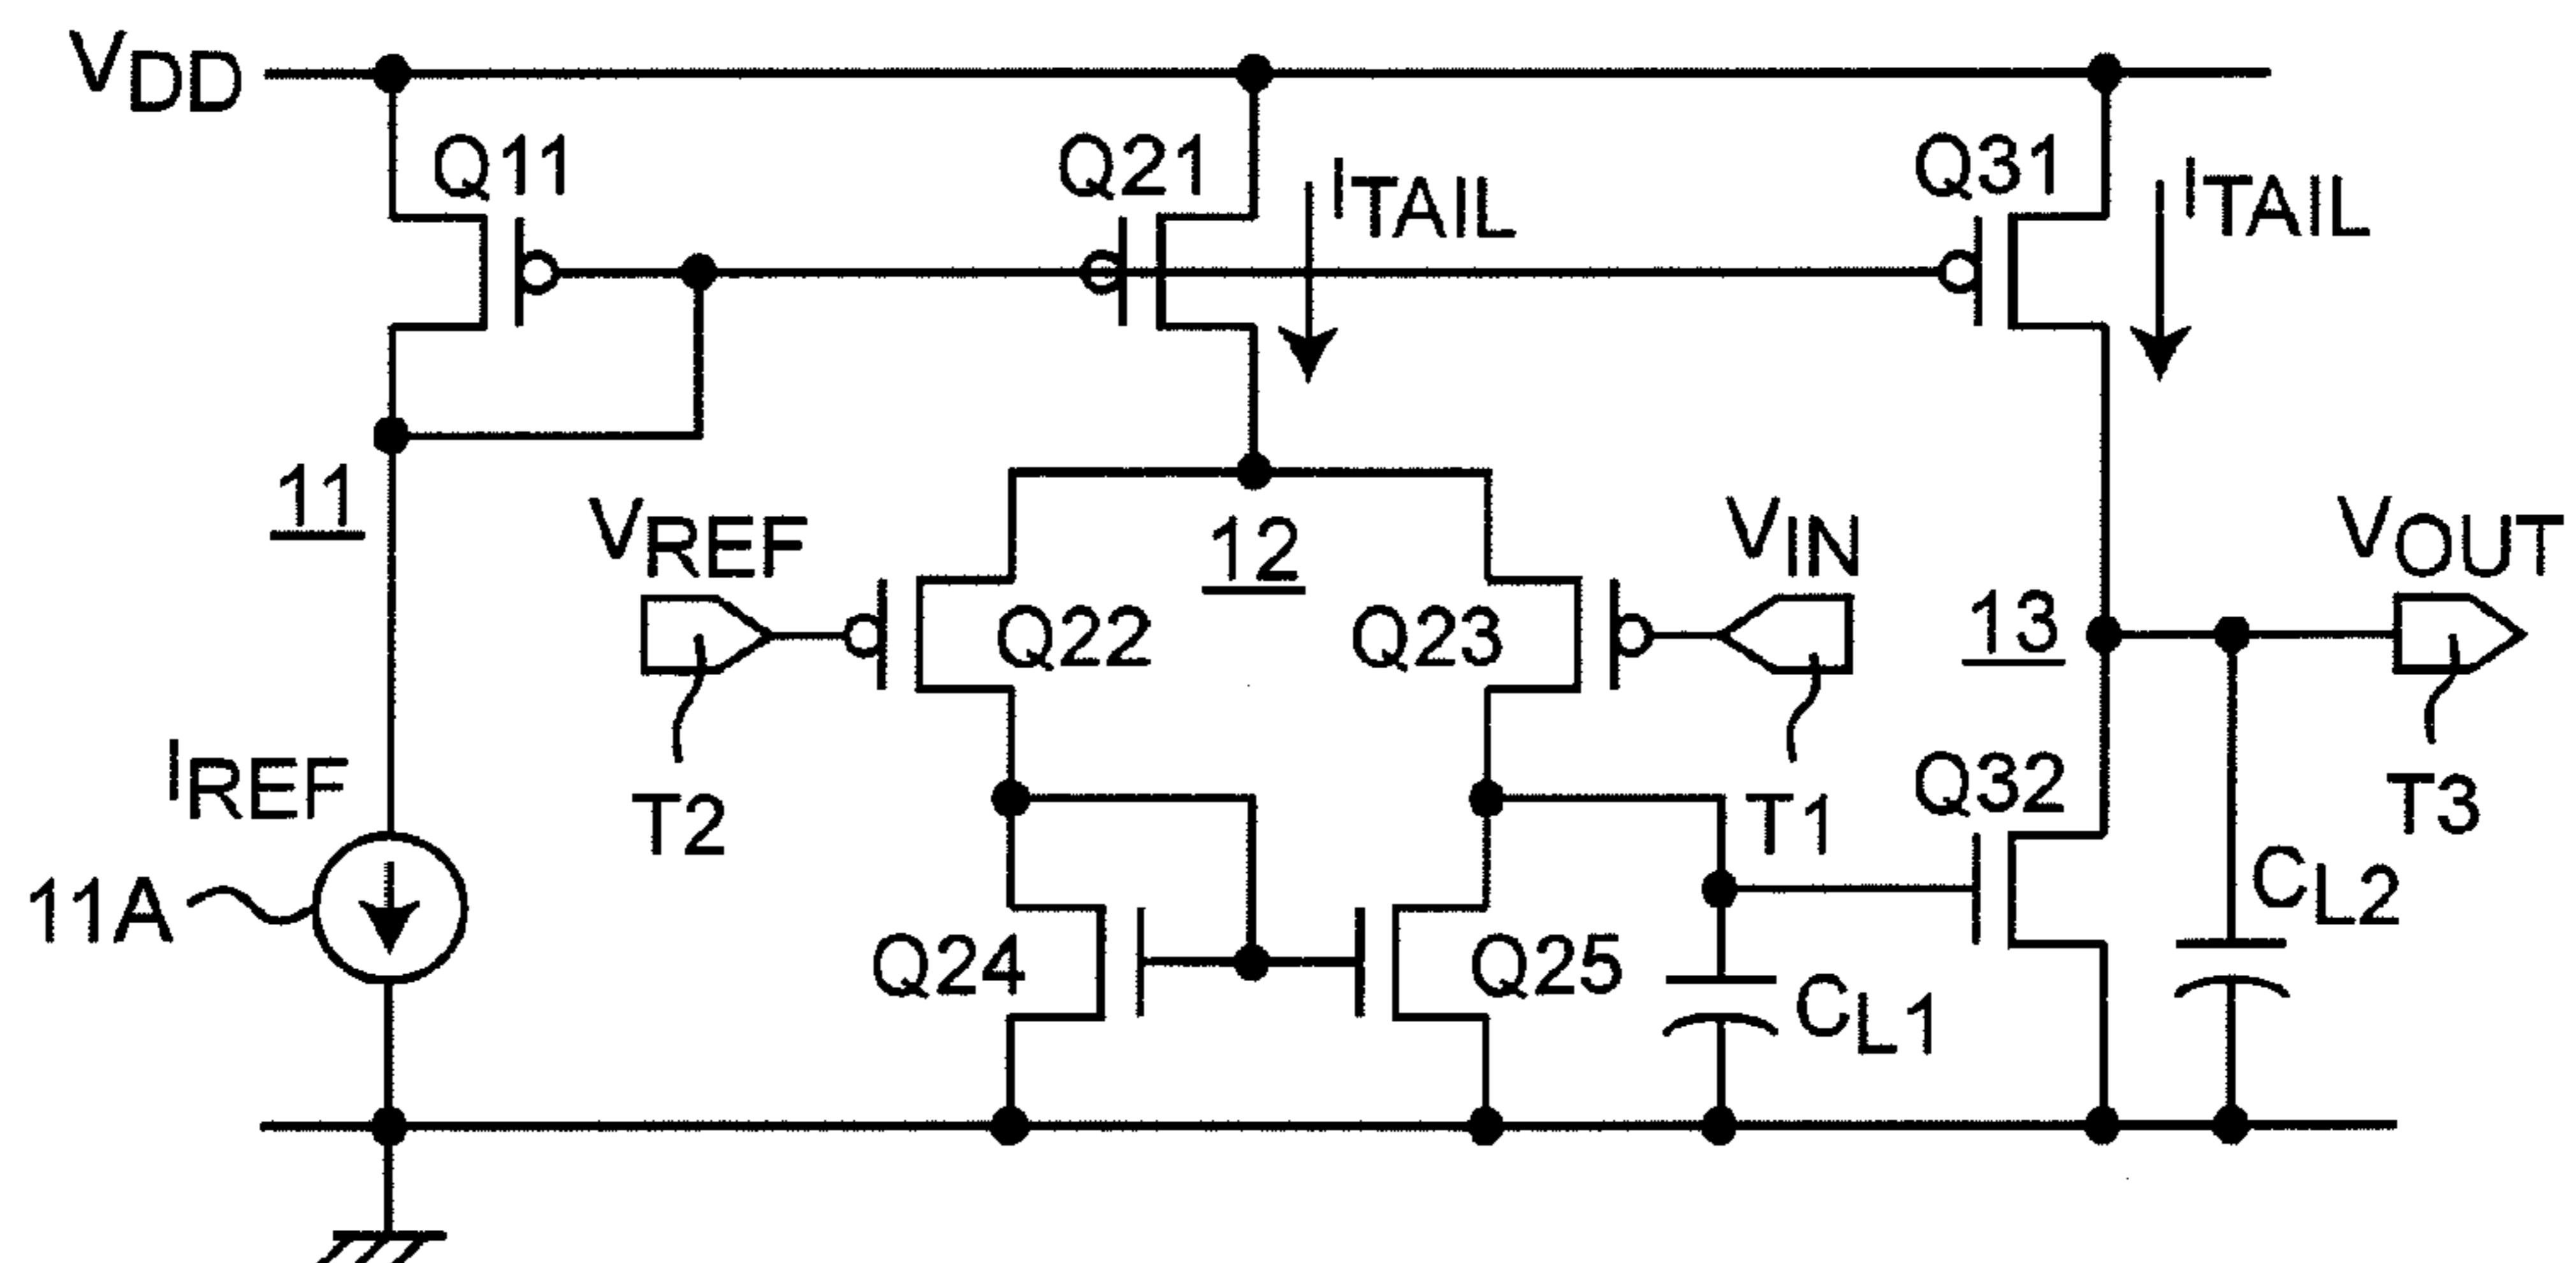 VDD
Q11
Q21
ITAIL
Q31
ITAIL
11
VREF
12
VIN
VOUT
Q22
Q23
13
IREF
T2
T1
Q32
T3
11A
Q24
Q25
CL1
CL2